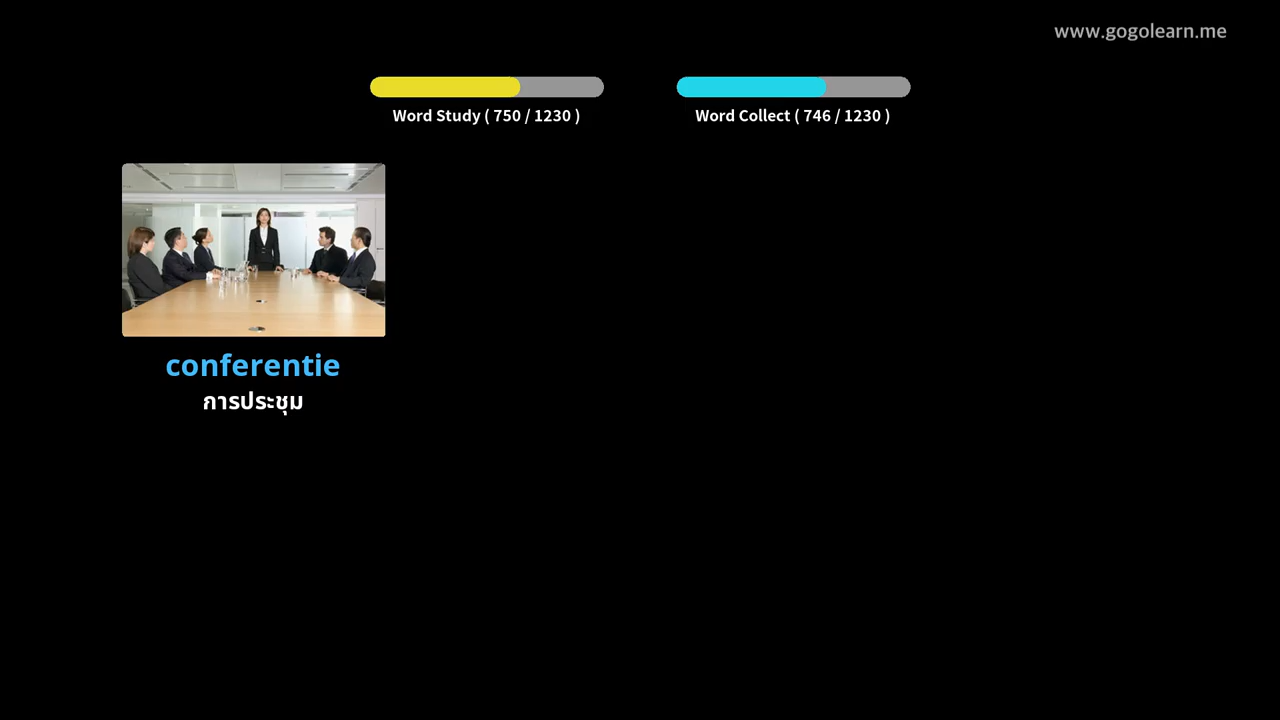 www.gogolearn.me
Word Study ( 750 / 1230 )
Word Collect ( 746 / 1230 )
conferentie
การประชุม